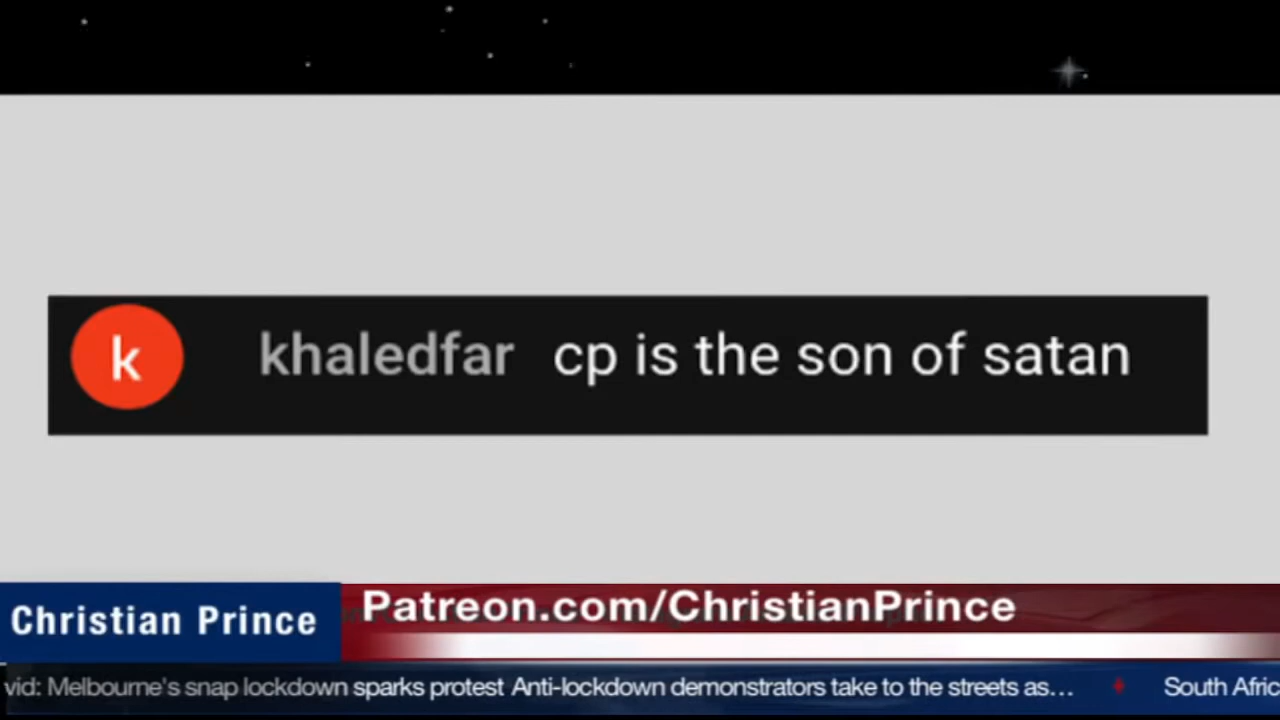 k
khaledfar cp is the son of satan
Christian Prince
Patreon.com/ChristianPrince
vid: Melbourne's snap lockdown sparks protest Anti-lockdown demonstrators take to the streets as... South Afric